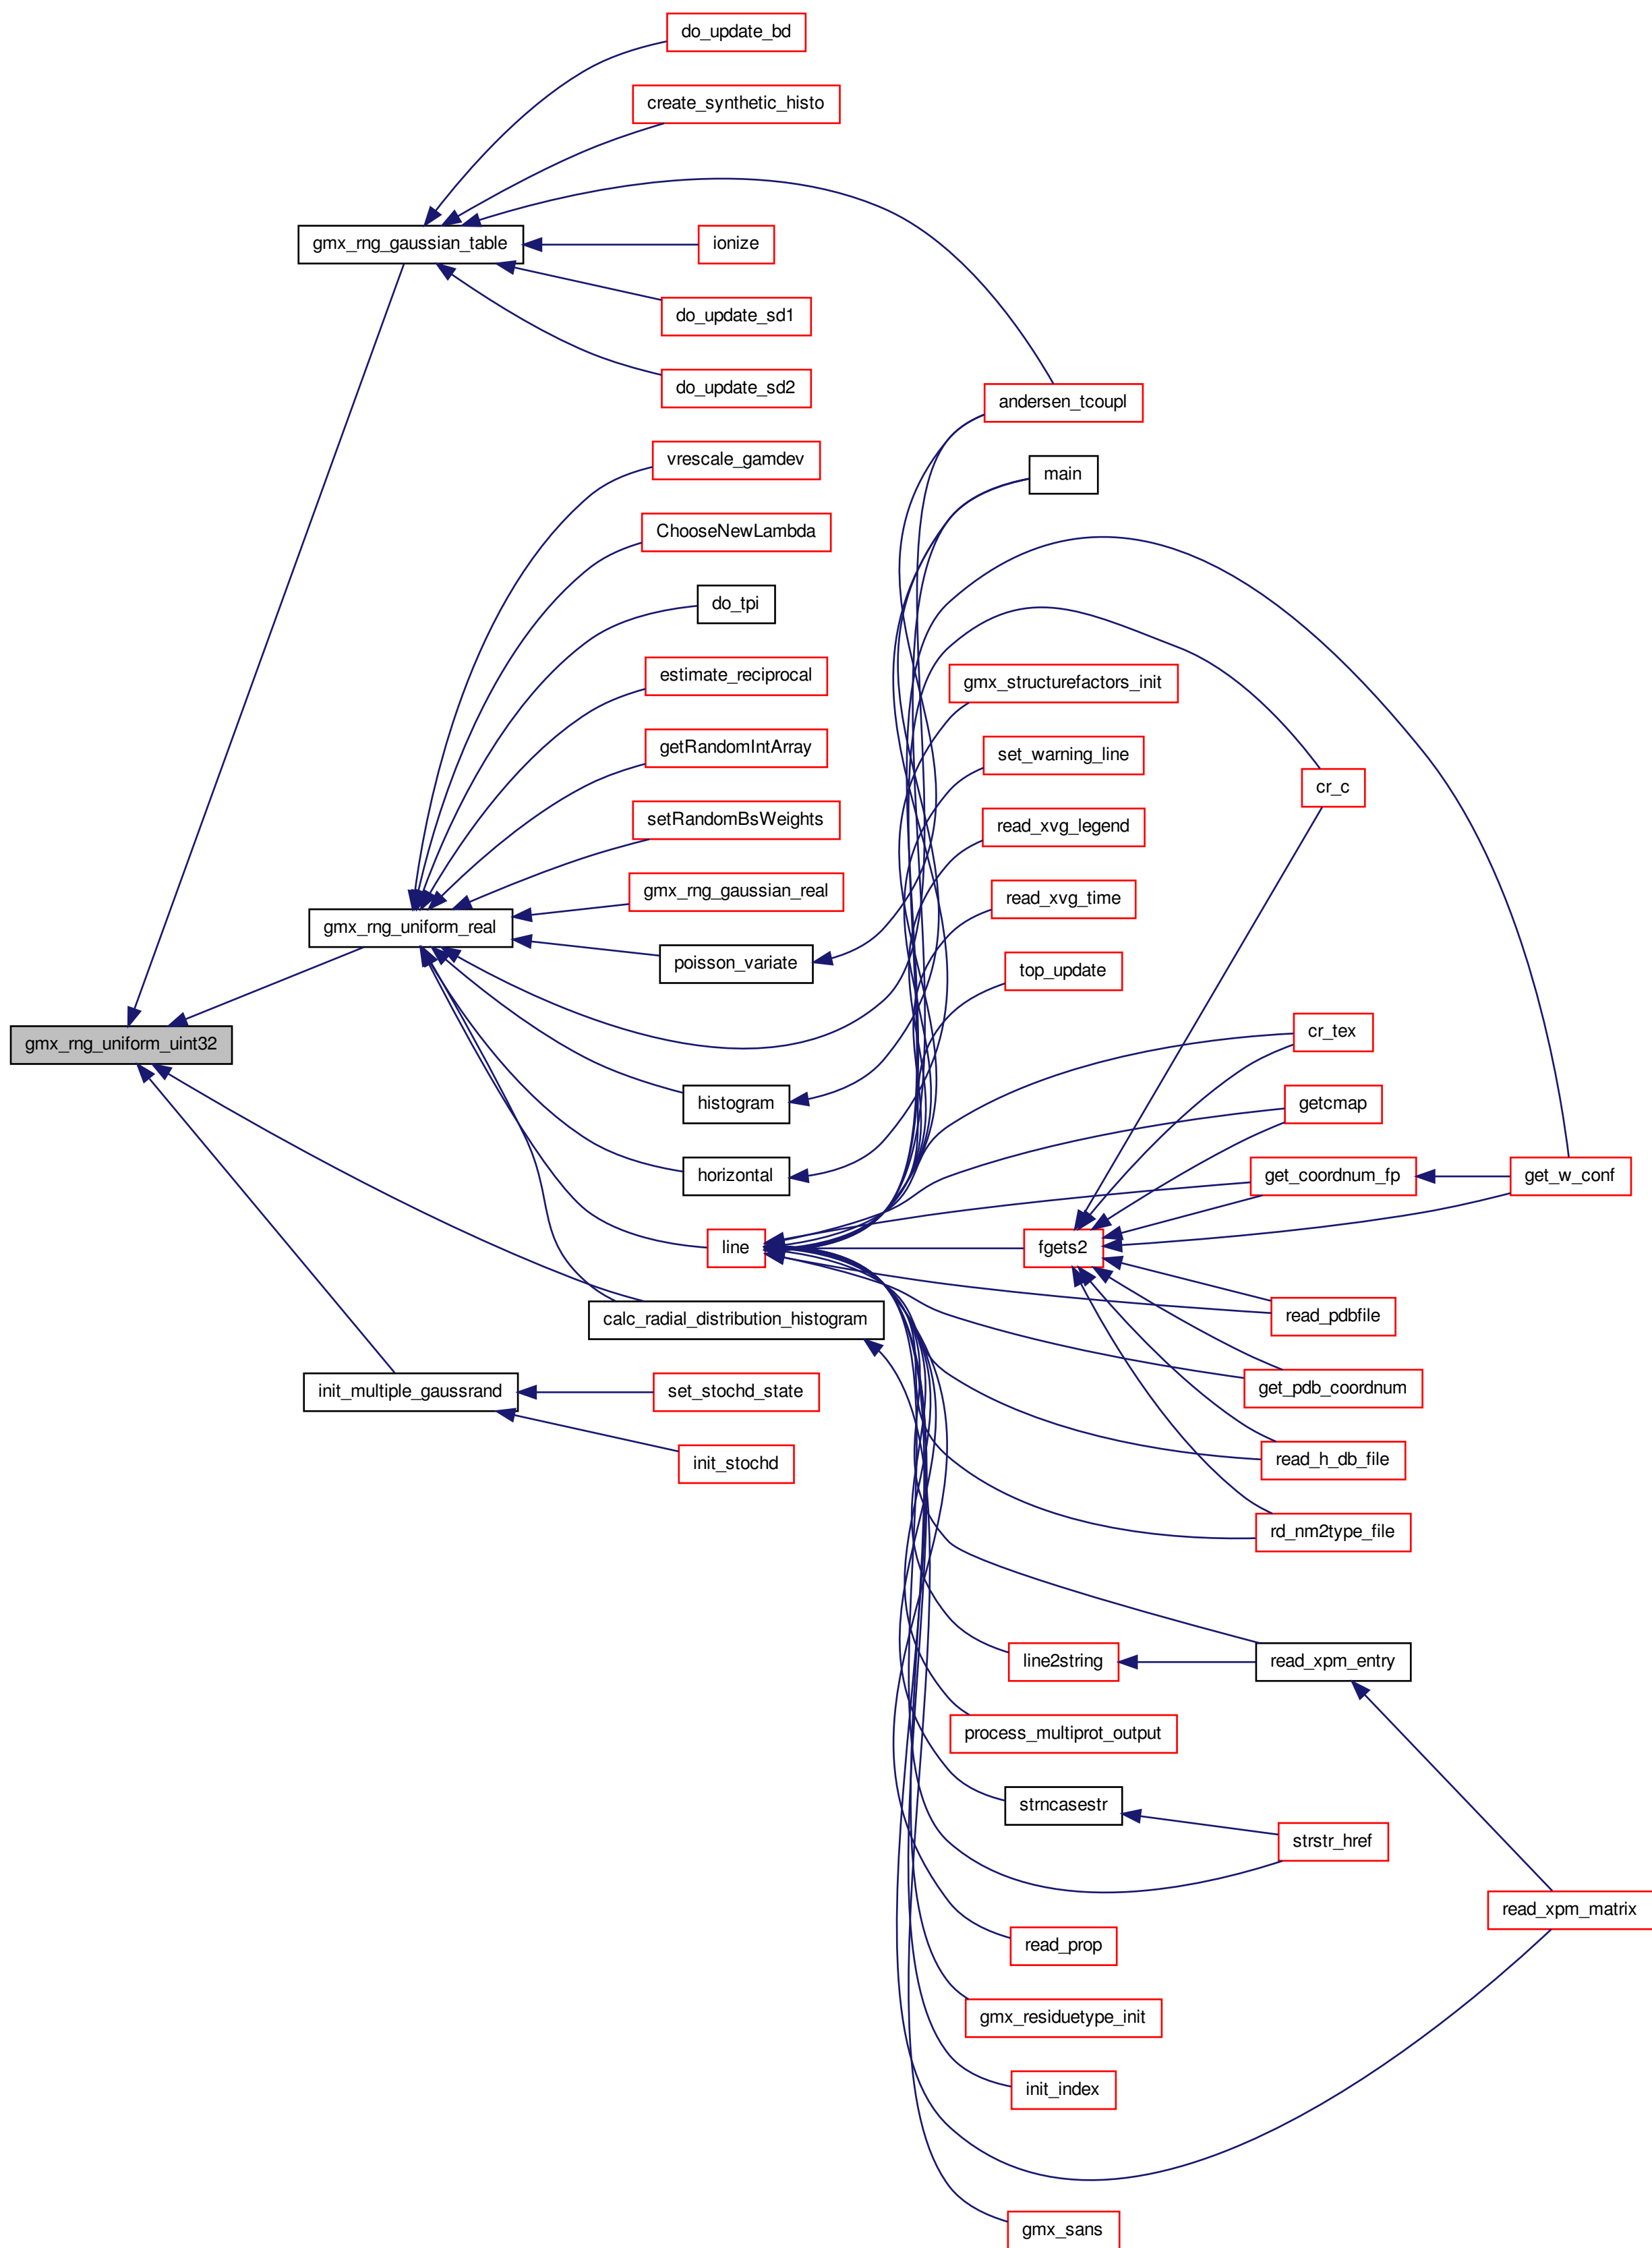 do_update_bd
create_synthetic_histo
gmx_rng_gaussian_table
ionize
do_update_sd1
do_update_sd2
andersen_tcoupl
vrescale_gamdev
main
ChooseNewLambda
do_tpi
estimate_reciprocal
gmx_structurefactors_init
getRandomIntArray
set_warning_line
cr_c
setRandomBsWeights
read_xvg_legend
gmx_rng_gaussian_real
read_xvg_time
gmx_rng_uniform_real
poisson_variate
top_update
gmx_rng_uniform_uint32
cr_tex
histogram
getcmap
horizontal
get_coordnum_fp
get_w_conf
line
fgets2
calc_radial_distribution_histogram
read_pdbfile
init_multiple_gaussrand
set_stochd_state
get_pdb_coordnum
init_stochd
read_h_db_file
rd_nm2type_file
line2string
read_xpm_entry
process_multiprot_output
strncasestr
strstr_href
read_xpm_matrix
read_prop
gmx_residuetype_init
init_index
gmx_sans